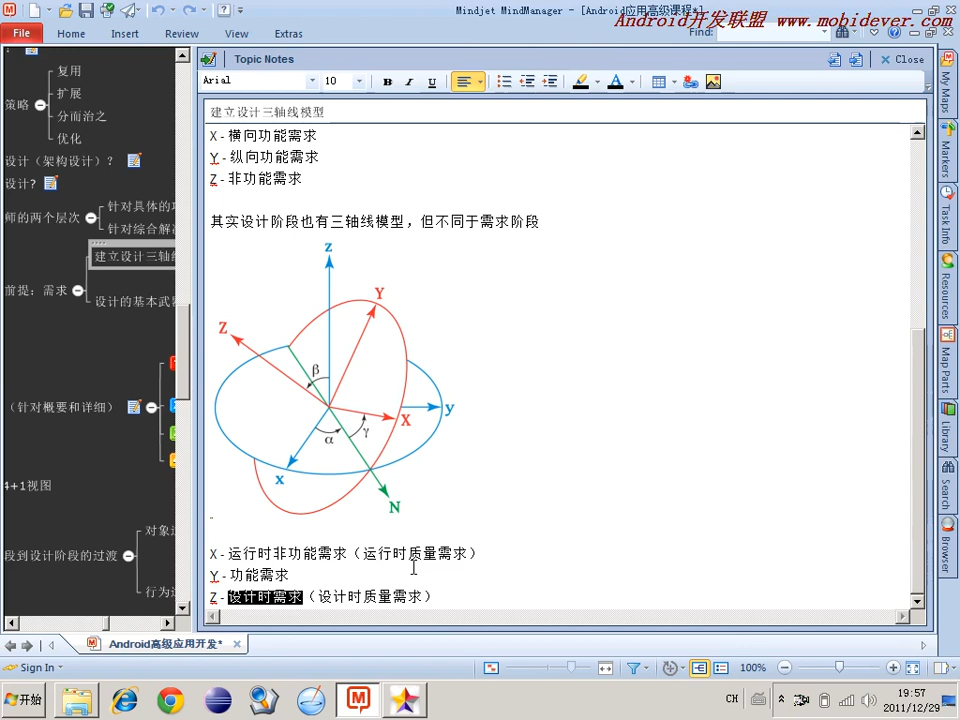 Mindjet MindManager - [Android应用高级课程*]
Android开发联盟 www.mobidever.com
File Home Insert Review View Extras Find:
Topic Notes Close
Arial 10 B I U A
建立设计三轴线模型
X-横向功能需求
Y-纵向功能需求
Z-非功能需求
其实设计阶段也有三轴线模型，但不同于需求阶段
z
Y
Z
β
y
X
γ
α
x
N
X-运行时非功能需求（运行时质量需求）
Y-功能需求
Z-设计时需求（设计时质量需求）
复用
扩展
策略
分而治之
优化
设计（架构设计）？
设计?
针对具体的功
师的两个层次
针对综合解决
建立设计三轴线
前提：需求
设计的基本武器
（针对概要和详细）
4+1视图
对象
段到设计阶段的过渡
行为
My Maps
Markers
Task Info
Resources
Map Parts
Library
Search
Browser
Android高级应用开发*
Sign In
100%
开始
CH
19:57
2011/12/29